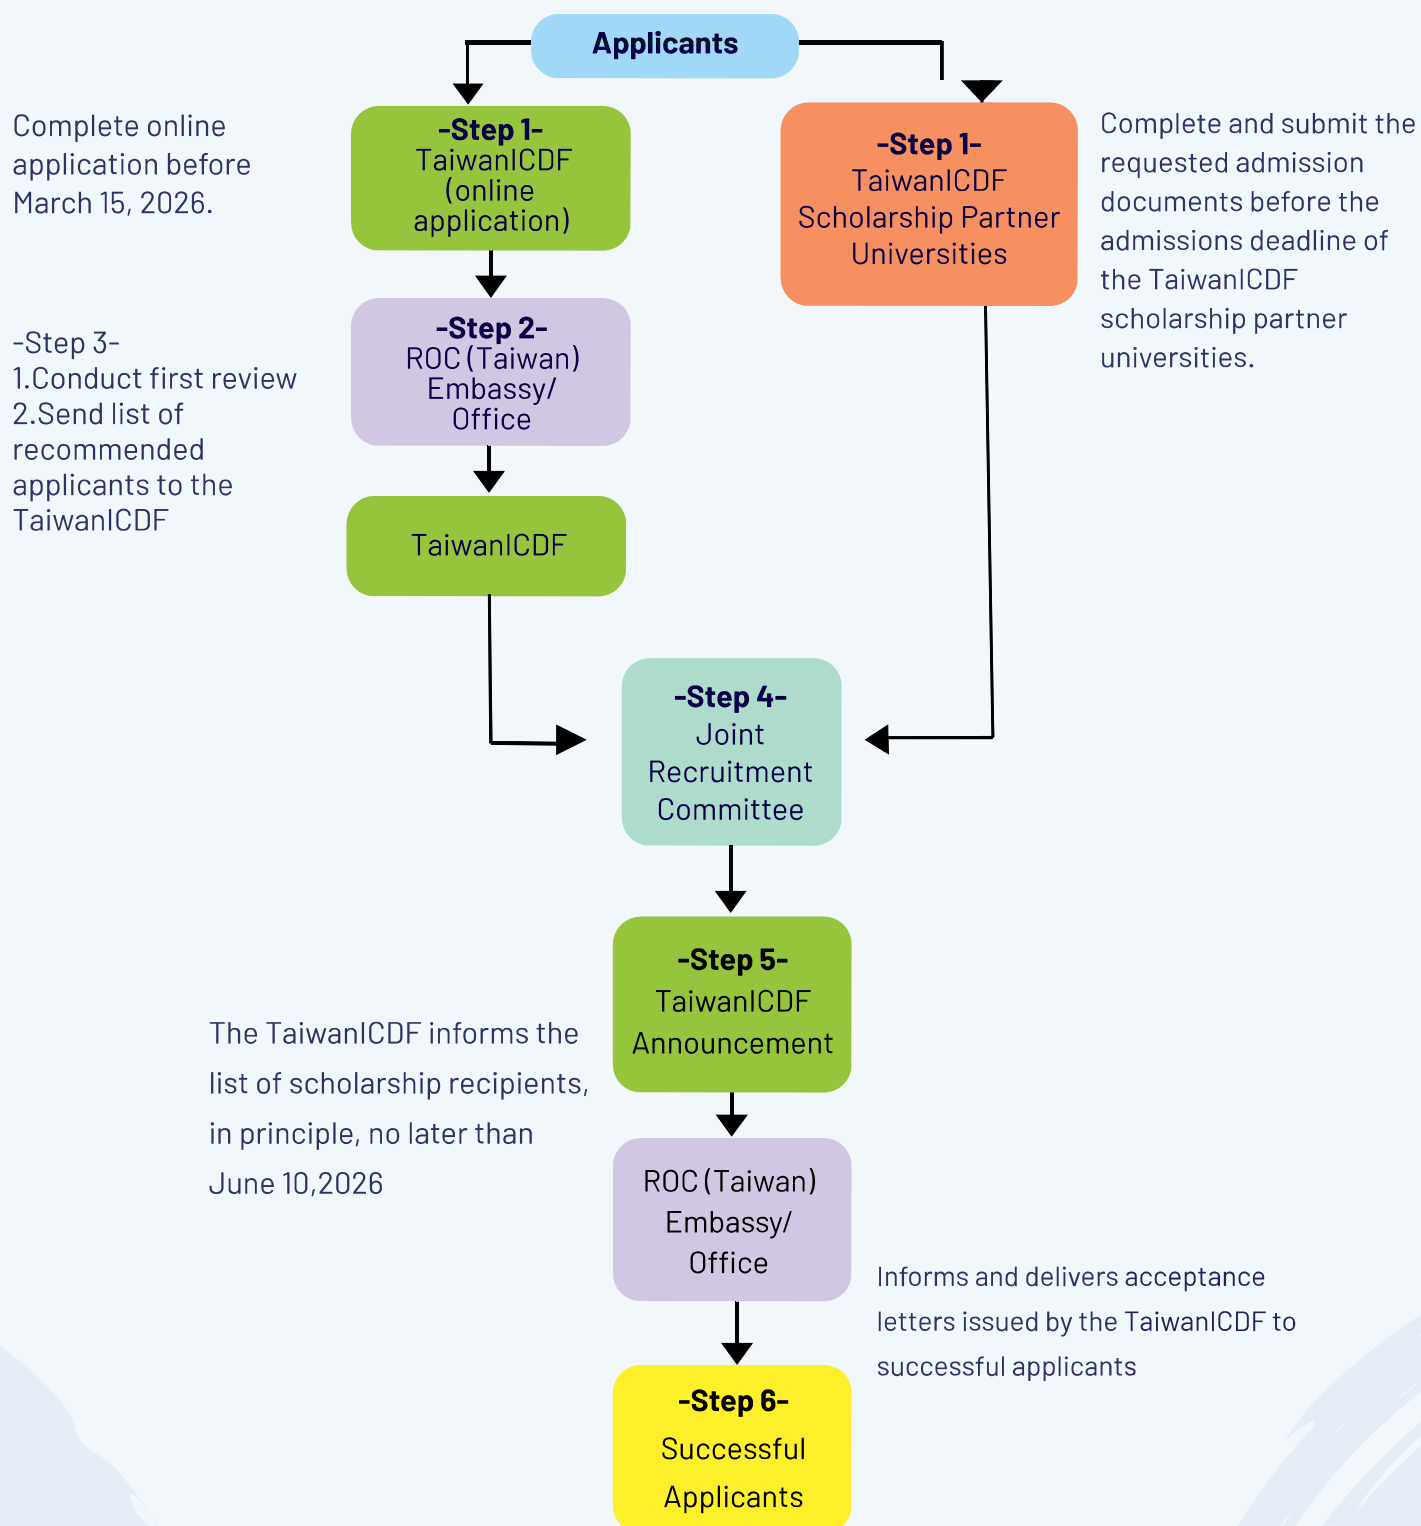 Applicants
Complete online
application before
March 15, 2026.
-Step 1-
TaiwanICDF
(online
application)
-Step 1-
TaiwanICDF
Scholarship Partner
Universities
Complete and submit the
requested admission
documents before the
admissions deadline of
the TaiwanICDF
scholarship partner
universities.
-Step 2-
ROC (Taiwan)
Embassy/
Office
-Step 3-
1.Conduct first review
2.Send list of
recommended
applicants to the
TaiwanICDF
TaiwanICDF
-Step 4-
Joint
Recruitment
Committee
-Step 5-
TaiwanICDF
Announcement
The TaiwanICDF informs the
list of scholarship recipients,
in principle, no later than
June 10,2026
ROC (Taiwan)
Embassy/
Office
Informs and delivers acceptance
letters issued by the TaiwanICDF to
successful applicants
-Step 6-
Successful
Applicants